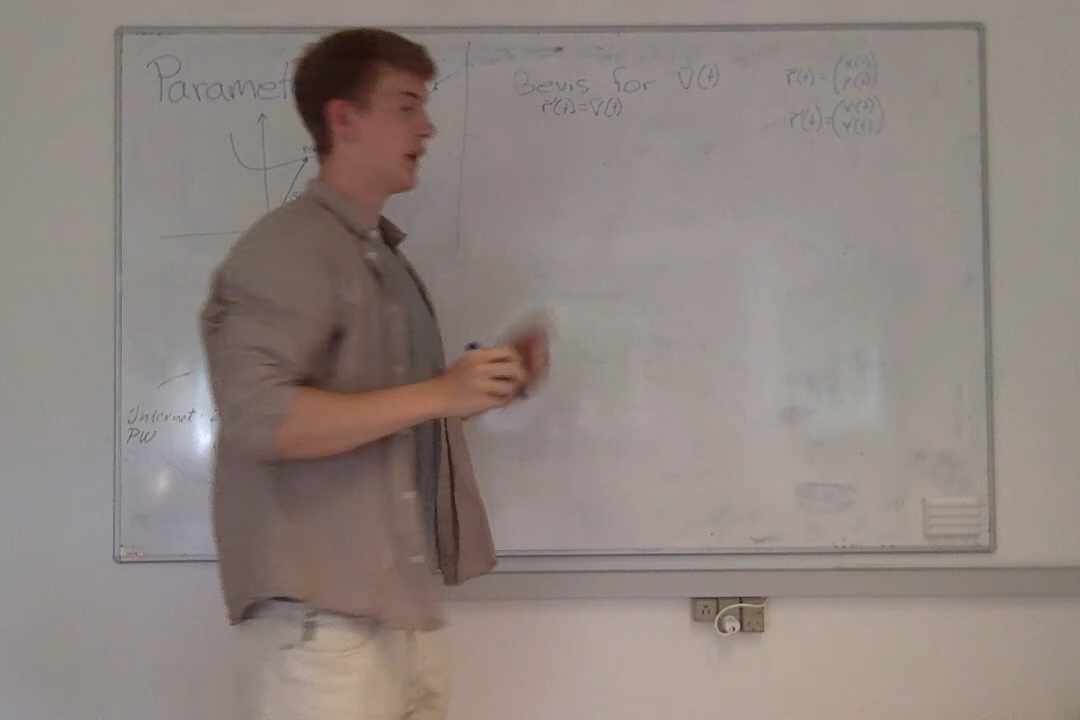 Paramet
Bevis for v̄(t)
r̄'(t)=v̄(t)
r̄(t)=(x(t)
y(t))
r̄'(t)=(x'(t)
y'(t))
Internet
PW